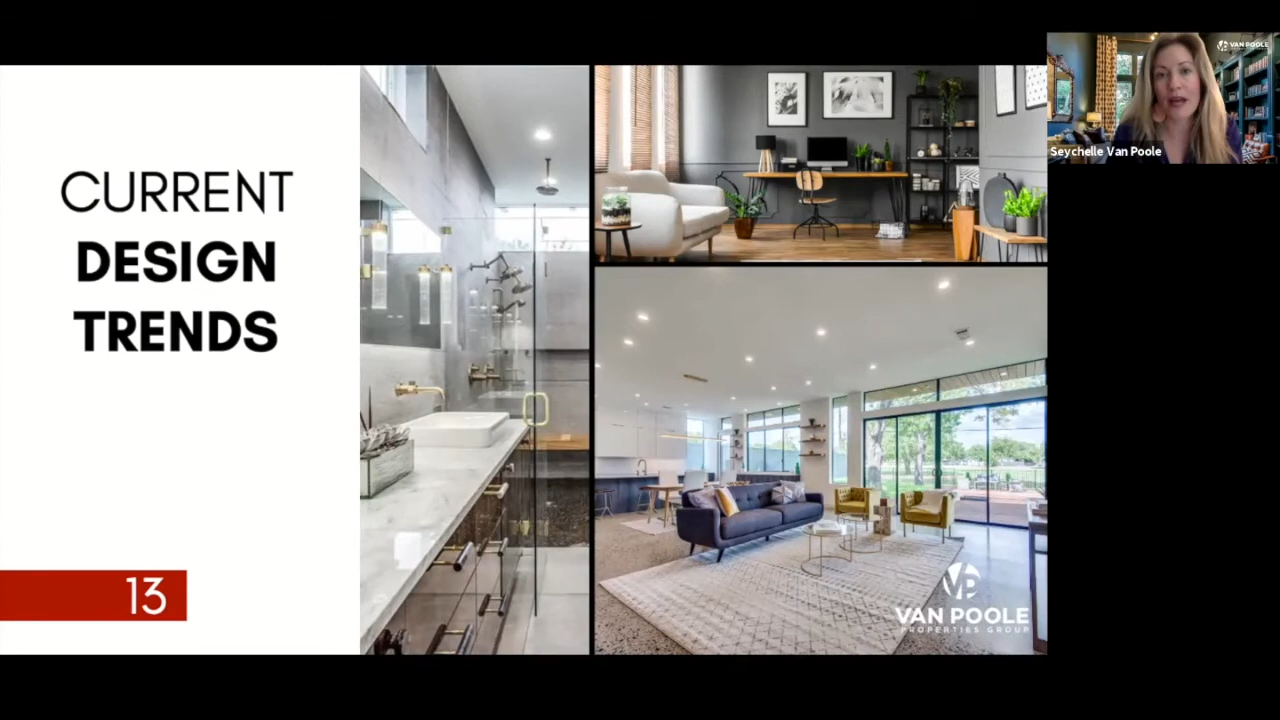 CURRENT
DESIGN
TRENDS
13
VAN POOLE
PROPERTIES GROUP
VAN POOLE
Seychelle Van Poole